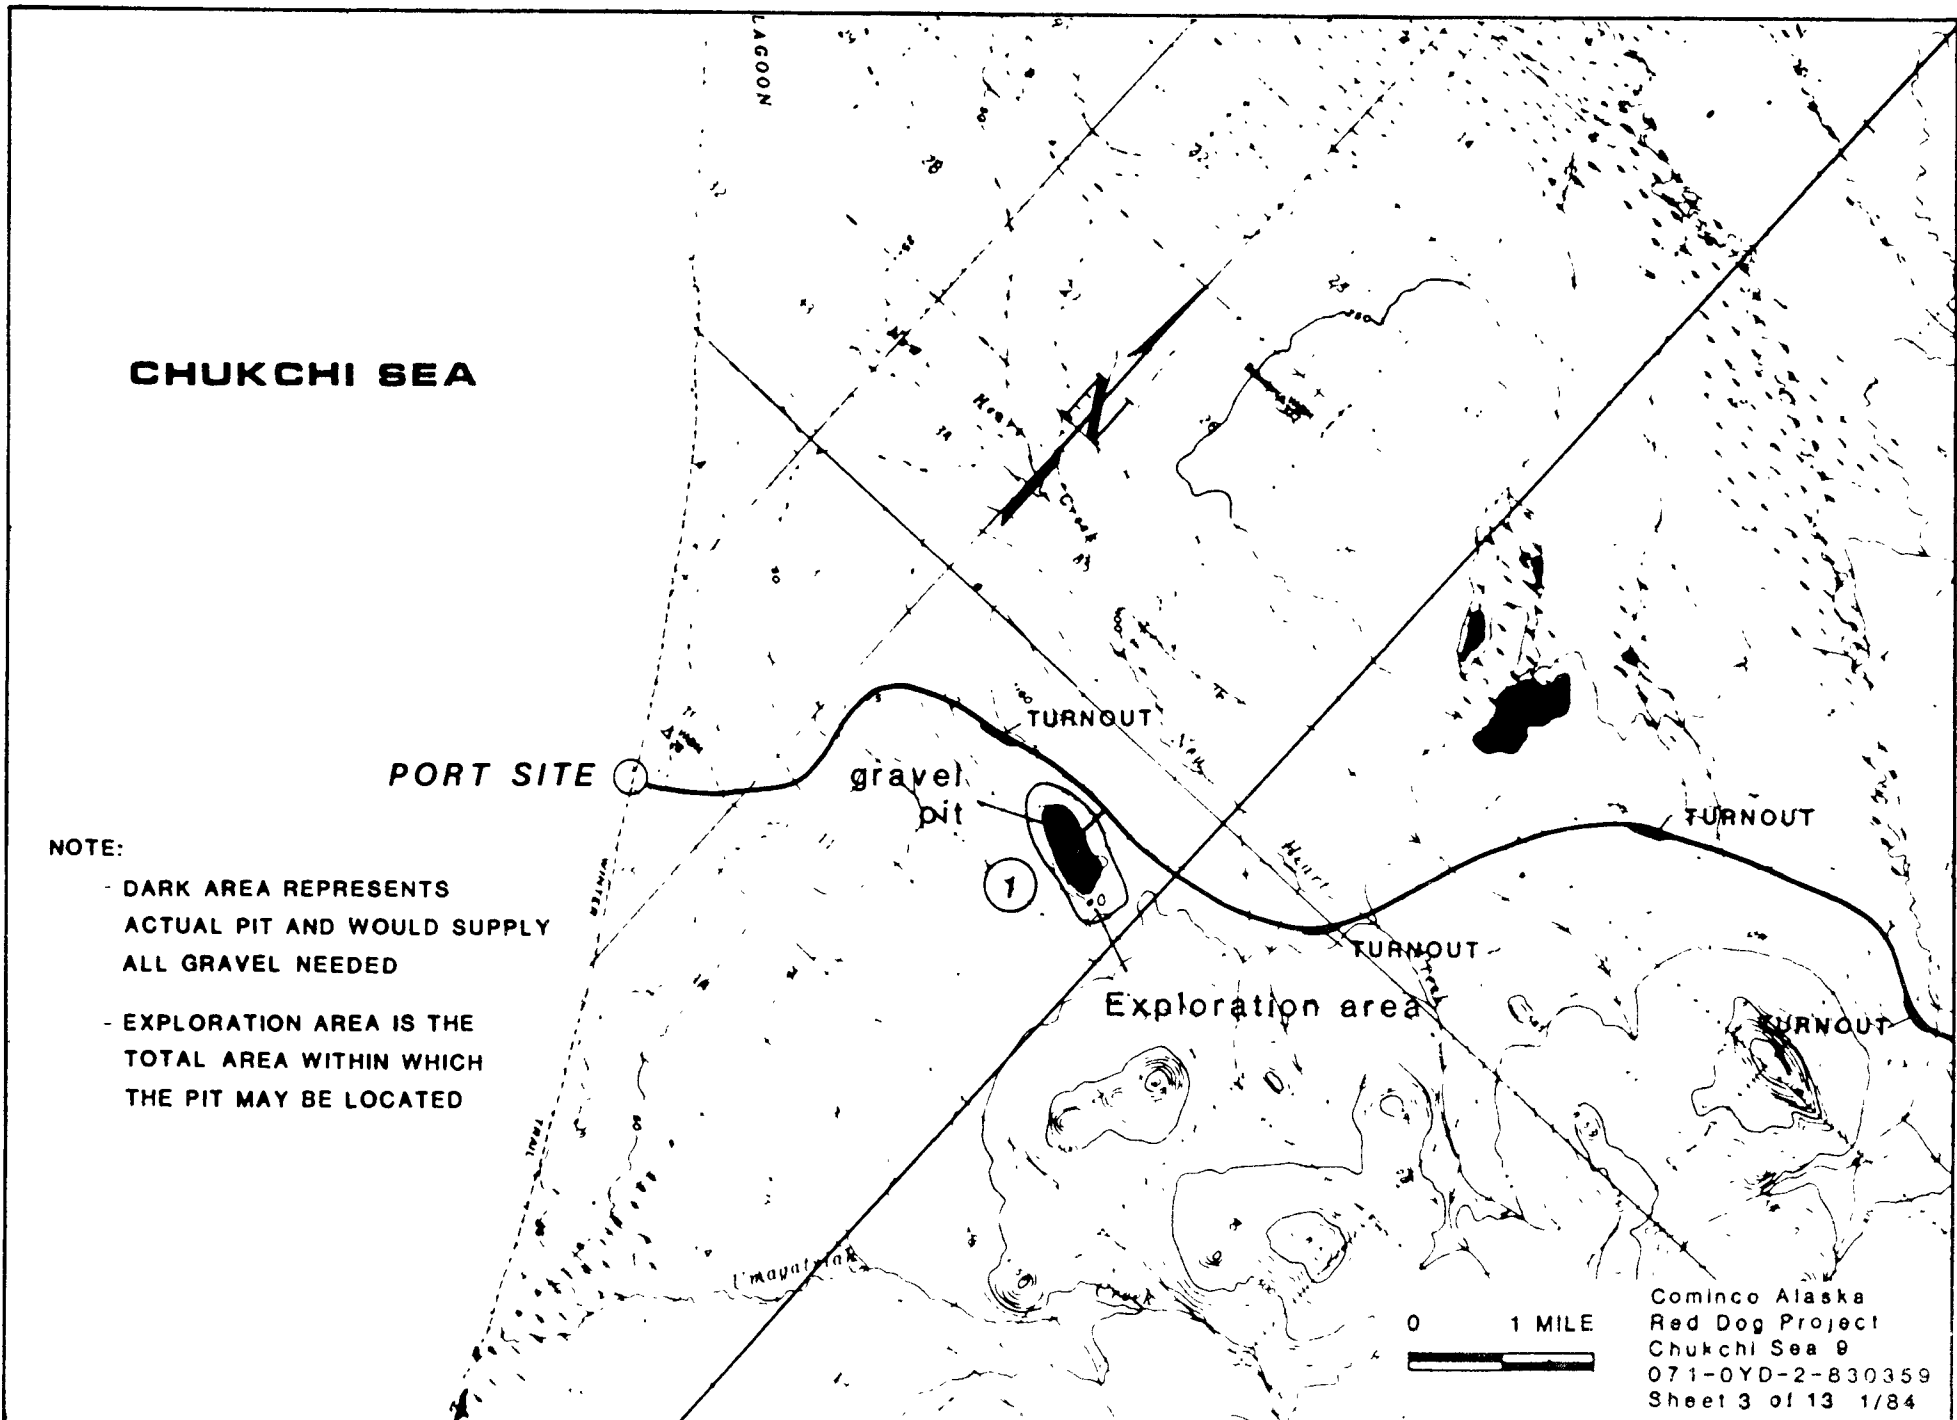 LAGOON
CHUKCHI SEA
N
TURNOUT
PORT SITE
gravel
pit
TURNOUT
1
NOTE:
- DARK AREA REPRESENTS
ACTUAL PIT AND WOULD SUPPLY
ALL GRAVEL NEEDED
- EXPLORATION AREA IS THE
TOTAL AREA WITHIN WHICH
THE PIT MAY BE LOCATED
WINTER
TRAIL
TURNOUT
Exploration area
TURNOUT
Creek
0 1 MILE
Cominco Alaska
Red Dog Project
Chukchi Sea 9
071-OYD-2-830359
Sheet 3 of 13 1/84